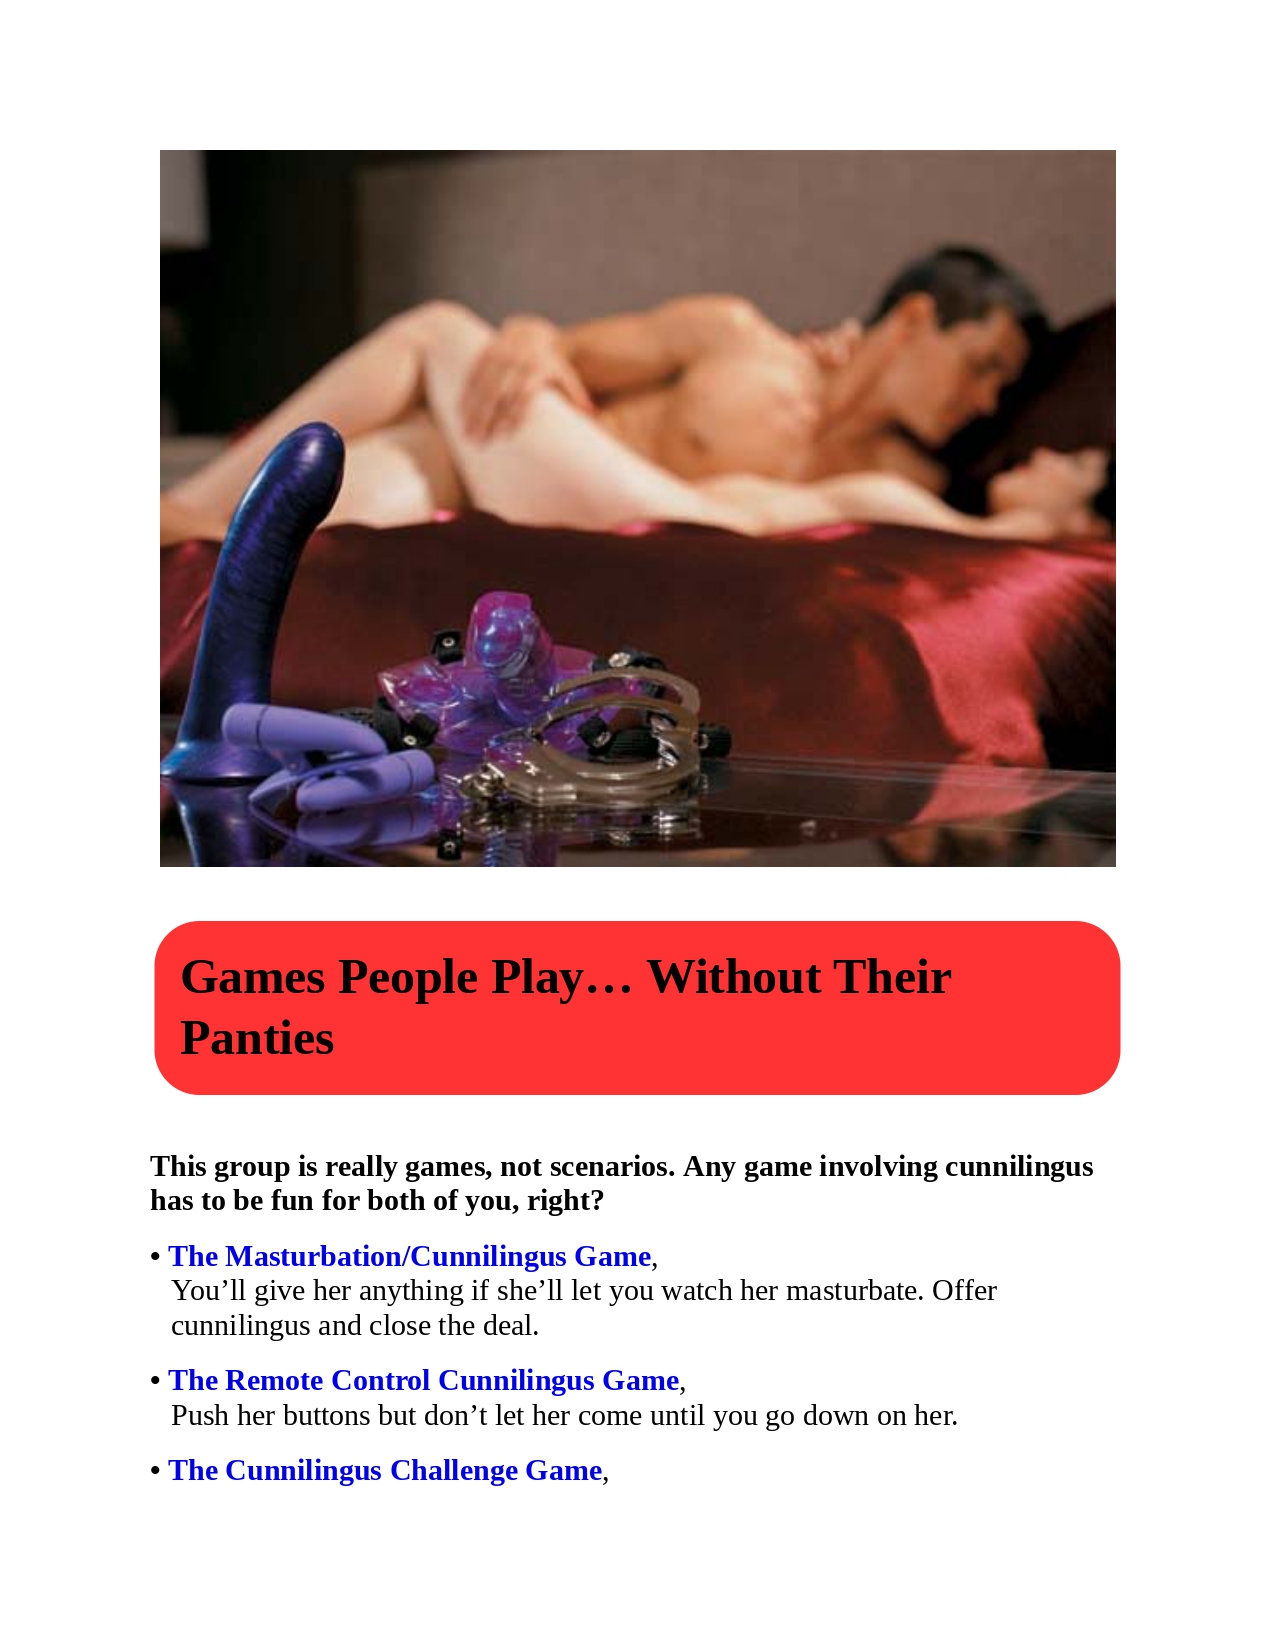 Games People Play… Without Their
Panties
This group is really games, not scenarios. Any game involving cunnilingus
has to be fun for both of you, right?
• The Masturbation/Cunnilingus Game,
You’ll give her anything if she’ll let you watch her masturbate. Offer
cunnilingus and close the deal.
• The Remote Control Cunnilingus Game,
Push her buttons but don’t let her come until you go down on her.
• The Cunnilingus Challenge Game,